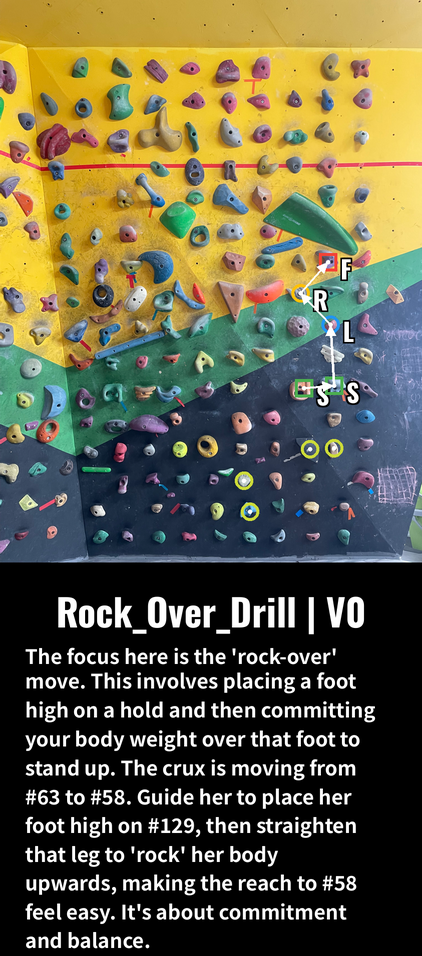 F
R
L
S S
Rock_Over_Drill | V0
The focus here is the 'rock-over'
move. This involves placing a foot
high on a hold and then committing
your body weight over that foot to
stand up. The crux is moving from
#63 to #58. Guide her to place her
foot high on #129, then straighten
that leg to 'rock' her body
upwards, making the reach to #58
feel easy. It's about commitment
and balance.